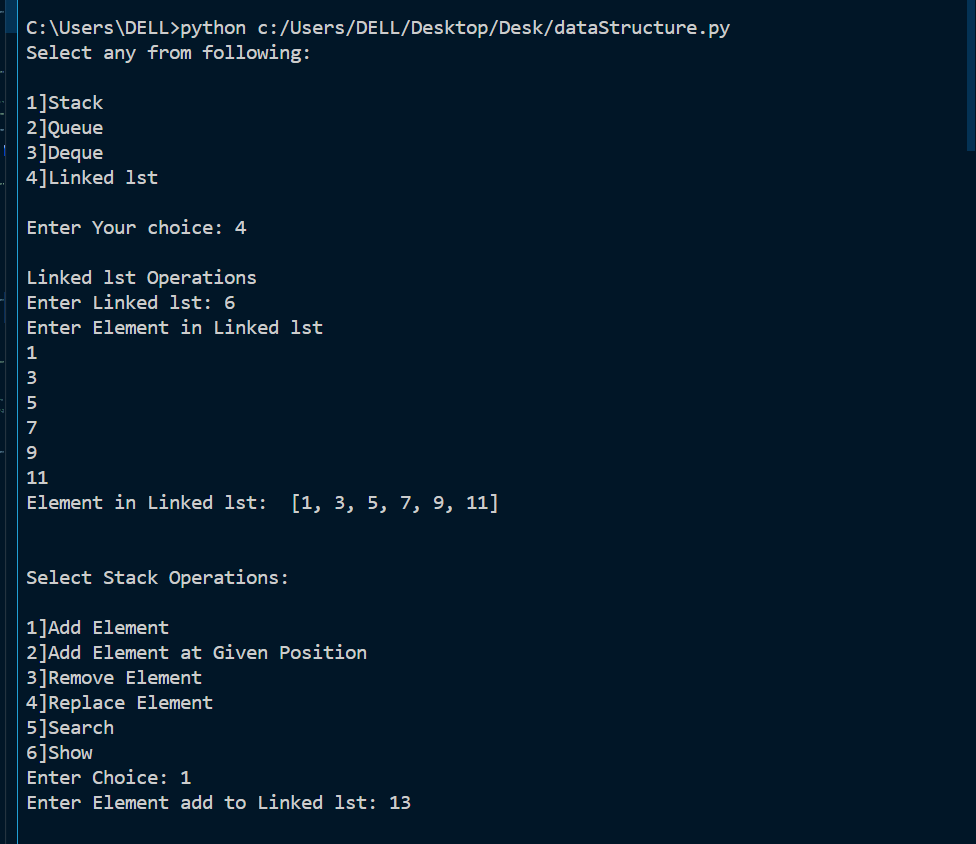 C:\Users\DELL>python c:/Users/DELL/Desktop/Desk/dataStructure.py
Select any from following:
1]Stack
2]Queue
3]Deque
4]Linked lst
Enter Your choice: 4
Linked lst Operations
Enter Linked lst: 6
Enter Element in Linked lst
1
3
5
7
9
11
Element in Linked lst:  [1, 3, 5, 7, 9, 11]
Select Stack Operations:
1]Add Element
2]Add Element at Given Position
3]Remove Element
4]Replace Element
5]Search
6]Show
Enter Choice: 1
Enter Element add to Linked lst: 13